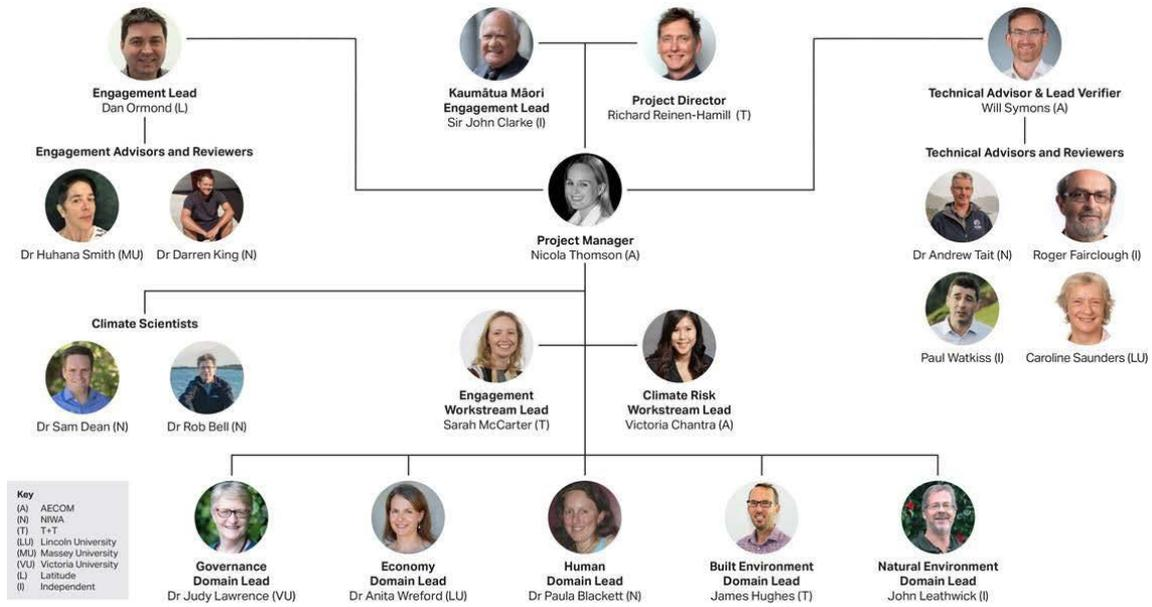 Engagement Lead
Dan Ormond (L)
Kaumātua Māori
Engagement Lead
Sir John Clarke (I)
Project Director
Richard Reinen-Hamill (T)
Technical Advisor & Lead Verifier
Will Symons (A)
Engagement Advisors and Reviewers
Dr Huhana Smith (MU)
Dr Darren King (N)
Project Manager
Nicola Thomson (A)
Technical Advisors and Reviewers
Dr Andrew Tait (N)
Roger Fairclough (I)
Paul Watkiss (I)
Caroline Saunders (LU)
Climate Scientists
Dr Sam Dean (N)
Dr Rob Bell (N)
Engagement
Workstream Lead
Sarah McCarter (T)
Climate Risk
Workstream Lead
Victoria Chantra (A)
Key
(A) AECOM
(N) NIWA
(T) T+T
(LU) Lincoln University
(MU) Massey University
(VU) Victoria University
(L) Latitude
(I) Independent
Governance
Domain Lead
Dr Judy Lawrence (VU)
Economy
Domain Lead
Dr Anita Wreford (LU)
Human
Domain Lead
Dr Paula Blackett (N)
Built Environment
Domain Lead
James Hughes (T)
Natural Environment
Domain Lead
John Leathwick (I)